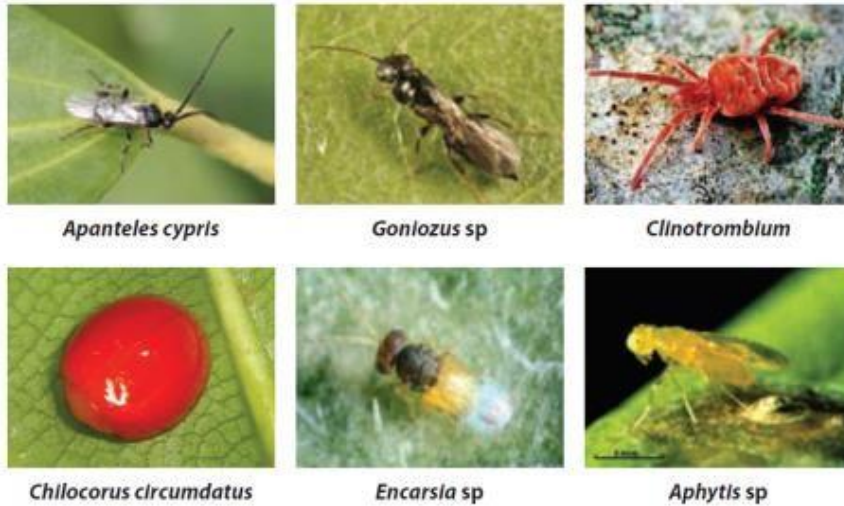 Apanteles cypris
Goniozus sp
Clinotrombium
Chilocorus circumdatus
Encarsia sp
Aphytis sp